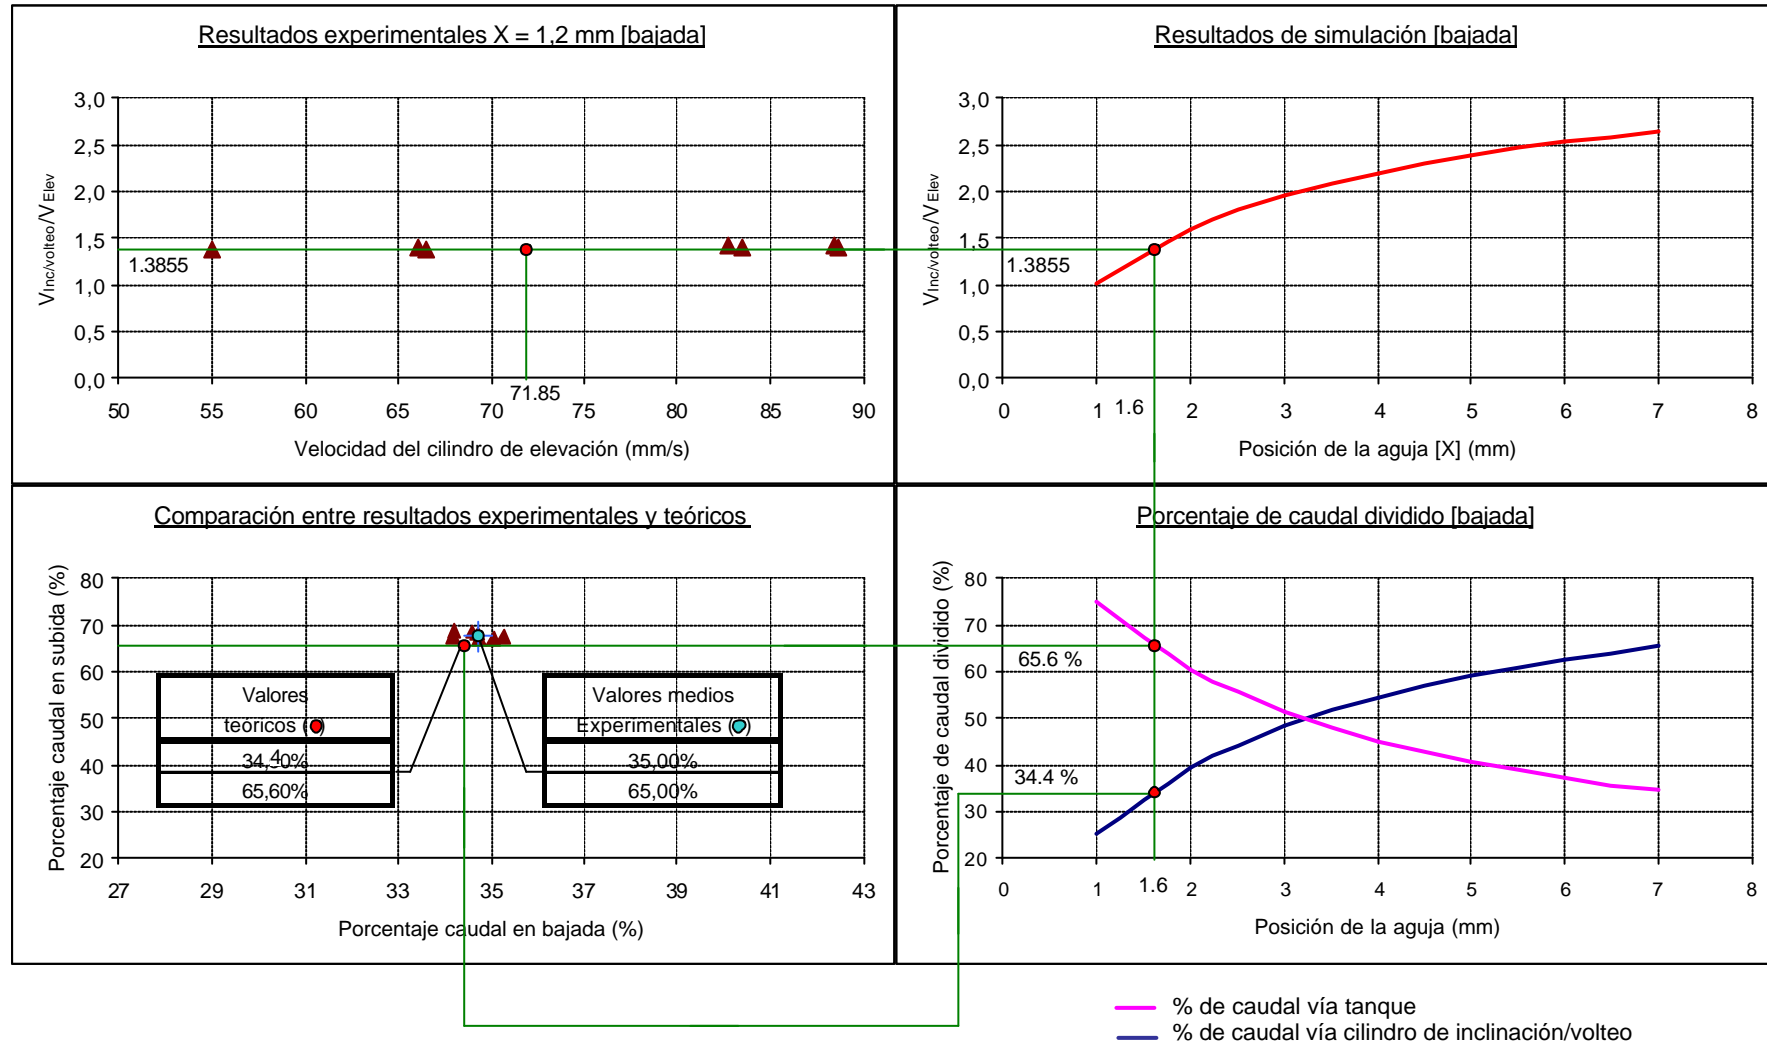 Resultados experimentales X = 1,2 mm [bajada]
3,0
2,5
2,0
1,5
1,0
0,5
0,0
VInc/volteo/VElev
1.3855
71.85
50 55 60 65 70 75 80 85 90
Velocidad del cilindro de elevación (mm/s)
Resultados de simulación [bajada]
3,0
2,5
2,0
1,5
1,0
0,5
0,0
VInc/volteo/VElev
1.3855
0 1 1.6 2 3 4 5 6 7 8
Posición de la aguja [X] (mm)
Comparación entre resultados experimentales y teóricos
80
70
60
50
40
30
20
Porcentaje caudal en subida (%)
Valores
teóricos ( )
65,60%
Valores medios
Experimentales ( )
35,00%
65,00%
27 29 31 33 35 37 39 41 43
Porcentaje caudal en bajada (%)
Porcentaje de caudal dividido [bajada]
80
70
60
50
40
30
20
Porcentaje de caudal dividido (%)
65.6 %
34.4 %
0 1 1.6 2 3 4 5 6 7 8
Posición de la aguja (mm)
% de caudal vía tanque
% de caudal vía cilindro de inclinación/volteo